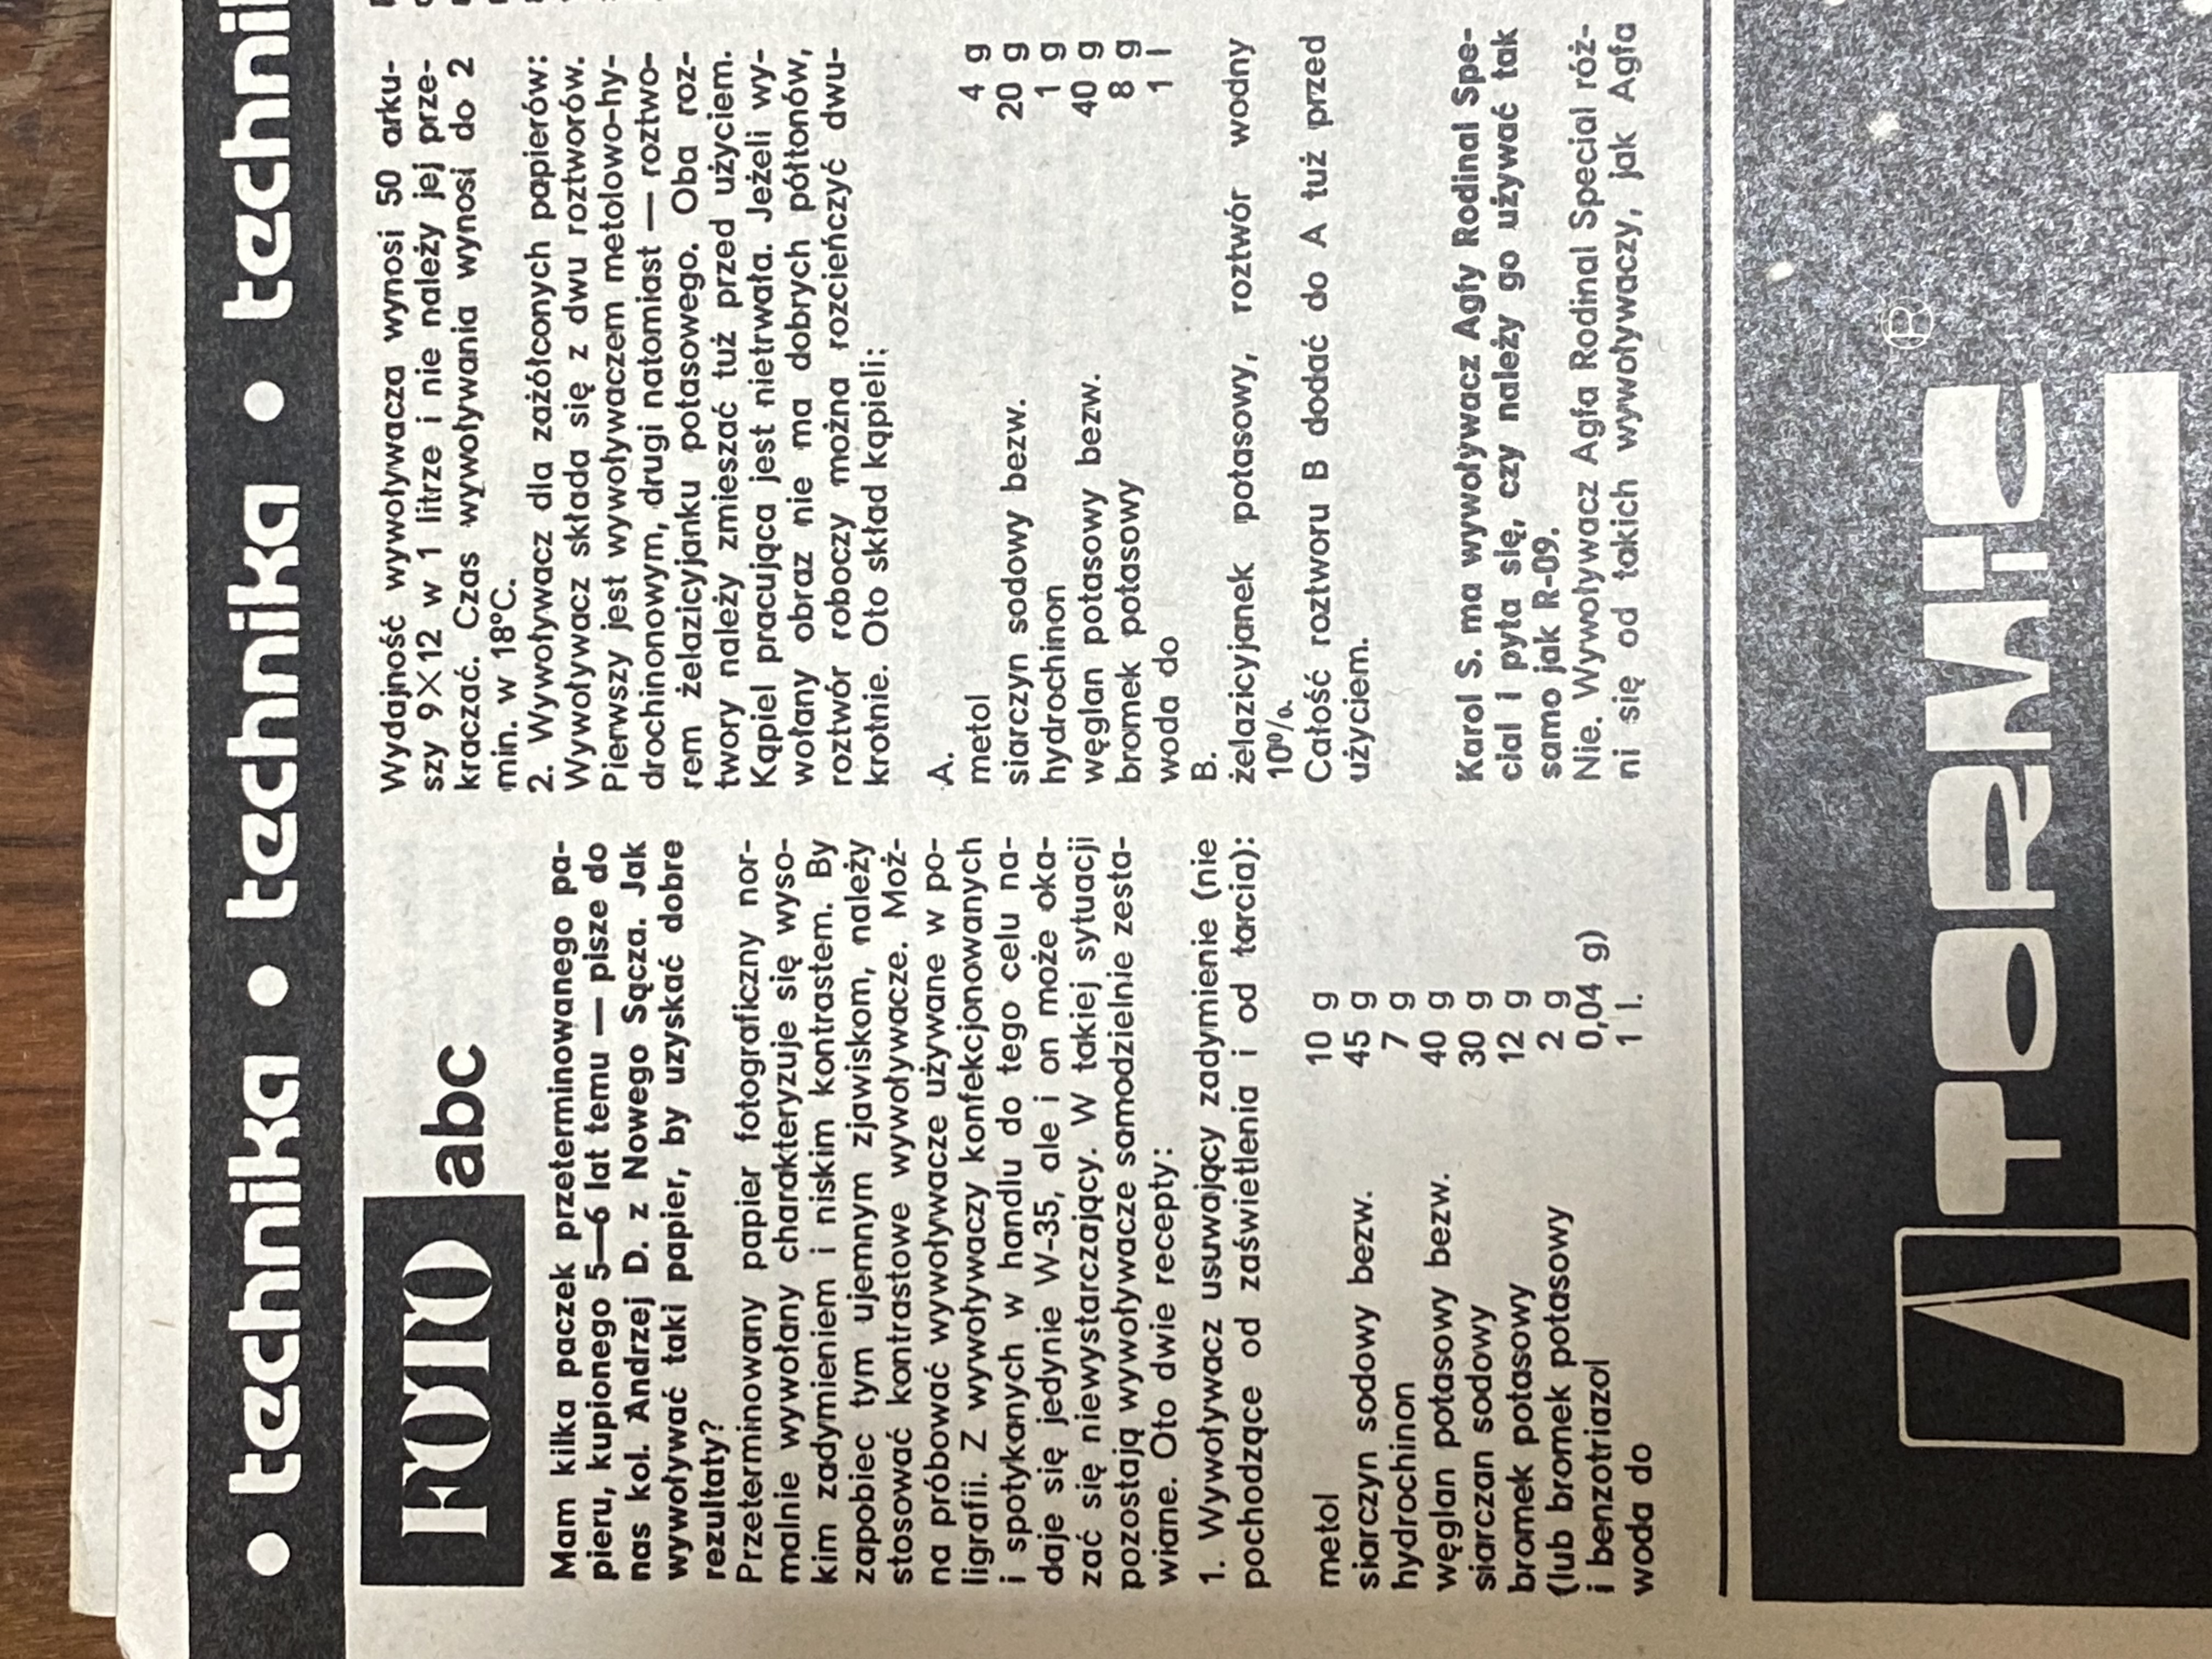 • technika • technika • technik
FOTO abc
Mam kilka paczek przeterminowanego pa-
pieru, kupionego 5—6 lat temu — pisze do
nas kol. Andrzej D. z Nowego Sącza. Jak
wywoływać taki papier, by uzyskać dobre
rezultaty?
Przeterminowany papier fotograficzny nor-
malnie wywołany charakteryzuje się wyso-
kim zadymieniem i niskim kontrastem. By
zapobiec tym ujemnym zjawiskom, należy
stosować kontrastowe wywoływacze. Moż-
na próbować wywoływacze używane w po-
ligrafii. Z wywoływaczy konfekcjonowanych
i spotykanych w handlu do tego celu na-
daje się jedynie W-35, ale i on może oka-
zać się niewystarczający. W takiej sytuacji
pozostają wywoływacze samodzielnie zesta-
wiane. Oto dwie recepty:
1. Wywoływacz usuwający zadymienie (nie
pochodzące od zaświetlenia i od tarcia):
metol 10 g
siarczyn sodowy bezw. 45 g
hydrochinon 7 g
węglan potasowy bezw. 40 g
siarczan sodowy 30 g
bromek potasowy 12 g
(lub bromek potasowy 2 g
i benzotriazol 0,04 g)
woda do 1 l.
Wydajność wywoływacza wynosi 50 arku-
szy 9×12 w 1 litrze i nie należy jej prze-
kraczać. Czas wywoływania wynosi do 2
min. w 18°C.
2. Wywoływacz dla zażółconych papierów:
Wywoływacz składa się z dwu roztworów.
Pierwszy jest wywoływaczem metolowo-hy-
drochinonowym, drugi natomiast — roztwo-
rem żelazicyjanku potasowego. Oba roz-
twory należy zmieszać tuż przed użyciem.
Kąpiel pracująca jest nietrwała. Jeżeli wy-
wołany obraz nie ma dobrych półtonów,
roztwór roboczy można rozcieńczyć dwu-
krotnie. Oto skład kąpieli:
A.
metol 4 g
siarczyn sodowy bezw. 20 g
hydrochinon 1 g
węglan potasowy bezw. 40 g
bromek potasowy 8 g
woda do 1 l
B.
żelazicyjanek potasowy, roztwór wodny
10%.
Całość roztworu B dodać do A tuż przed
użyciem.
Karol S. ma wywoływacz Agfy Rodinal Spe-
cial i pyta się, czy należy go używać tak
samo jak R-09.
Nie. Wywoływacz Agfa Rodinal Special róż-
ni się od takich wywoływaczy, jak Agfa